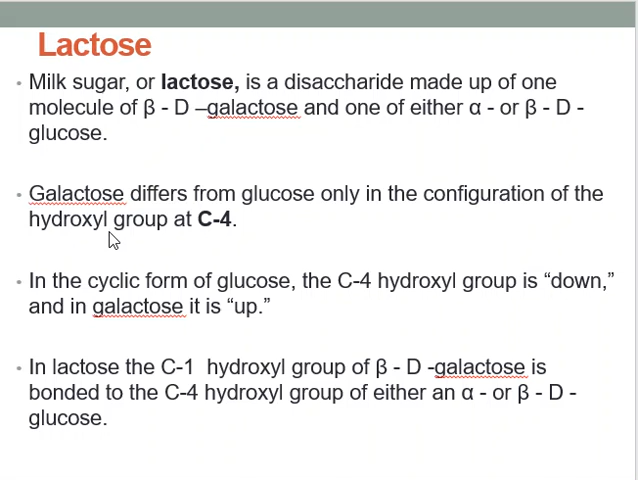 Lactose
• Milk sugar, or lactose, is a disaccharide made up of one
molecule of β - D –galactose and one of either α - or β - D -
glucose.
• Galactose differs from glucose only in the configuration of the
hydroxyl group at C-4.
• In the cyclic form of glucose, the C-4 hydroxyl group is “down,”
and in galactose it is “up.”
• In lactose the C-1  hydroxyl group of β - D -galactose is
bonded to the C-4 hydroxyl group of either an α - or β - D -
glucose.